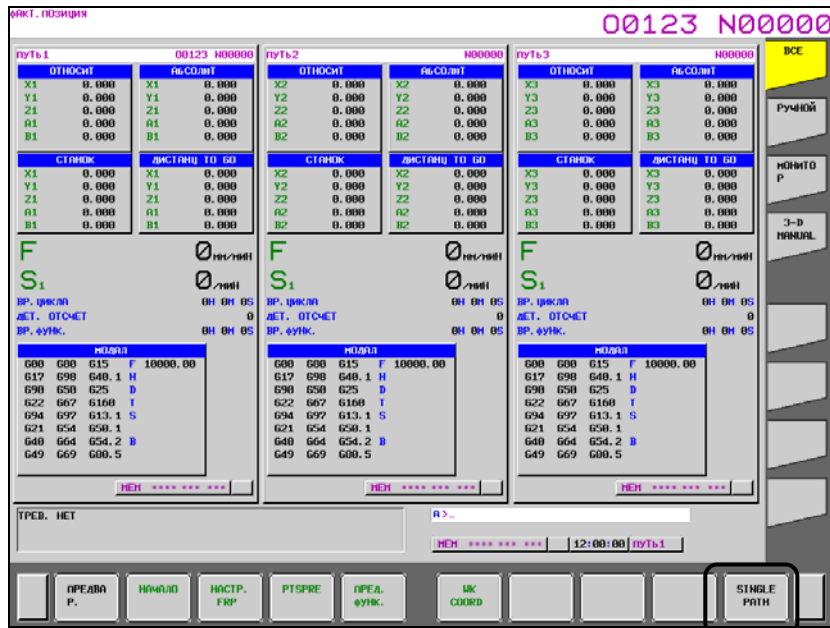 ФАКТ.ПОЗИЦИЯ
O0123 N00000
ПУТЬ1 O0123 N00000
ОТНОСИТ АБСОЛЮТ
X1 0.000 X1 0.000
Y1 0.000 Y1 0.000
Z1 0.000 Z1 0.000
A1 0.000 A1 0.000
B1 0.000 B1 0.000
СТАНОК ДИСТАНЦ TO GO
X1 0.000 X1 0.000
Y1 0.000 Y1 0.000
Z1 0.000 Z1 0.000
A1 0.000 A1 0.000
B1 0.000 B1 0.000
F 0 ММ/МИН
S1 0 /МИН
ВР. ЦИКЛА 0H 0M 0S
ДЕТ. ОТСЧЕТ 0
ВР. ФУНК. 0H 0M 0S
МОДАЛ
G00 G80 G15 F 10000.00
G17 G98 G40.1 H
G90 G50 G25 D
G22 G67 G160 T
G94 G97 G13.1 S
G21 G54 G50.1
G40 G64 G54.2 B
G49 G69 G80.5
MEM **** *** ***
ПУТЬ2 N00000
ОТНОСИТ АБСОЛЮТ
X2 0.000 X2 0.000
Y2 0.000 Y2 0.000
Z2 0.000 Z2 0.000
A2 0.000 A2 0.000
B2 0.000 B2 0.000
СТАНОК ДИСТАНЦ TO GO
X2 0.000 X2 0.000
Y2 0.000 Y2 0.000
Z2 0.000 Z2 0.000
A2 0.000 A2 0.000
B2 0.000 B2 0.000
F 0 ММ/МИН
S1 0 /МИН
ВР. ЦИКЛА 0H 0M 0S
ДЕТ. ОТСЧЕТ 0
ВР. ФУНК. 0H 0M 0S
МОДАЛ
G00 G80 G15 F 10000.00
G17 G98 G40.1 H
G90 G50 G25 D
G22 G67 G160 T
G94 G97 G13.1 S
G21 G54 G50.1
G40 G64 G54.2 B
G49 G69 G80.5
MEM **** *** ***
ПУТЬ3 N00000
ОТНОСИТ АБСОЛЮТ
X3 0.000 X3 0.000
Y3 0.000 Y3 0.000
Z3 0.000 Z3 0.000
A3 0.000 A3 0.000
B3 0.000 B3 0.000
СТАНОК ДИСТАНЦ TO GO
X3 0.000 X3 0.000
Y3 0.000 Y3 0.000
Z3 0.000 Z3 0.000
A3 0.000 A3 0.000
B3 0.000 B3 0.000
F 0 ММ/МИН
S1 0 /МИН
ВР. ЦИКЛА 0H 0M 0S
ДЕТ. ОТСЧЕТ 0
ВР. ФУНК. 0H 0M 0S
МОДАЛ
G00 G80 G15 F 10000.00
G17 G98 G40.1 H
G90 G50 G25 D
G22 G67 G160 T
G94 G97 G13.1 S
G21 G54 G50.1
G40 G64 G54.2 B
G49 G69 G80.5
MEM **** *** ***
ВСЕ
РУЧНОЙ
МОНИТО
Р
3-D
MANUAL
ТРЕВ. НЕТ
A>_
MEM **** *** *** 12:00:00 ПУТЬ1
ПРЕДВА
Р.
НАЧАЛО
НАСТР.
FRP
PTSPRE
ПРЕД.
ФУНК.
WK
COORD
SINGLE
PATH